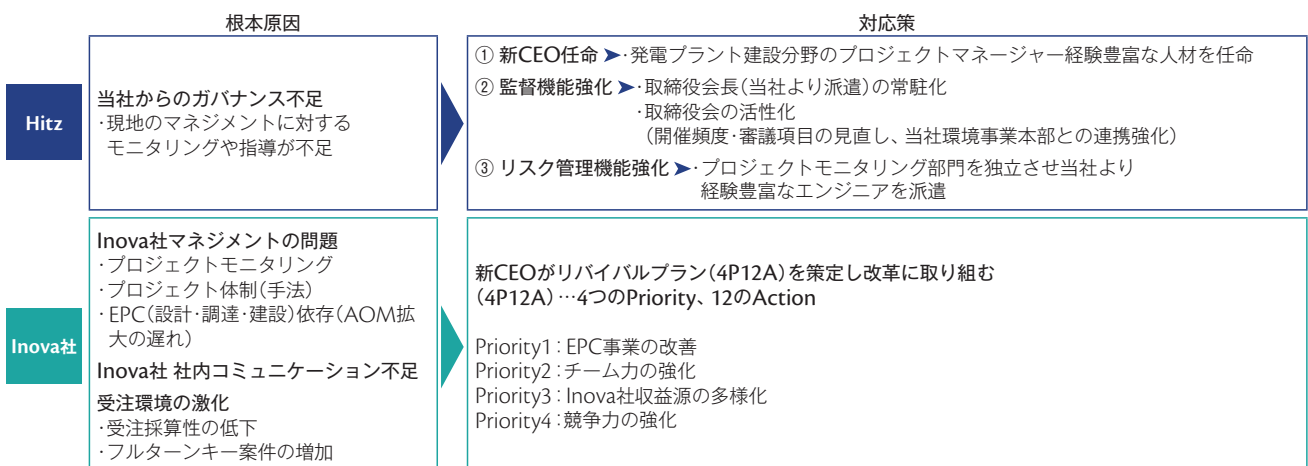 根本原因
対応策
Hitz
当社からのガバナンス不足
・現地のマネジメントに対する
モニタリングや指導が不足
① 新CEO任命 ➤・発電プラント建設分野のプロジェクトマネージャー経験豊富な人材を任命
② 監督機能強化 ➤・取締役会長(当社より派遣)の常駐化
・取締役会の活性化
(開催頻度・審議項目の見直し、当社環境事業本部との連携強化)
③ リスク管理機能強化 ➤・プロジェクトモニタリング部門を独立させ当社より
経験豊富なエンジニアを派遣
Inova社
Inova社マネジメントの問題
・プロジェクトモニタリング
・プロジェクト体制(手法)
・EPC(設計・調達・建設)依存(AOM拡
大の遅れ)
Inova社 社内コミュニケーション不足
受注環境の激化
・受注採算性の低下
・フルターンキー案件の増加
新CEOがリバイバルプラン(4P12A)を策定し改革に取り組む
(4P12A)…4つのPriority、12のAction
Priority1:EPC事業の改善
Priority2:チーム力の強化
Priority3:Inova社収益源の多様化
Priority4:競争力の強化